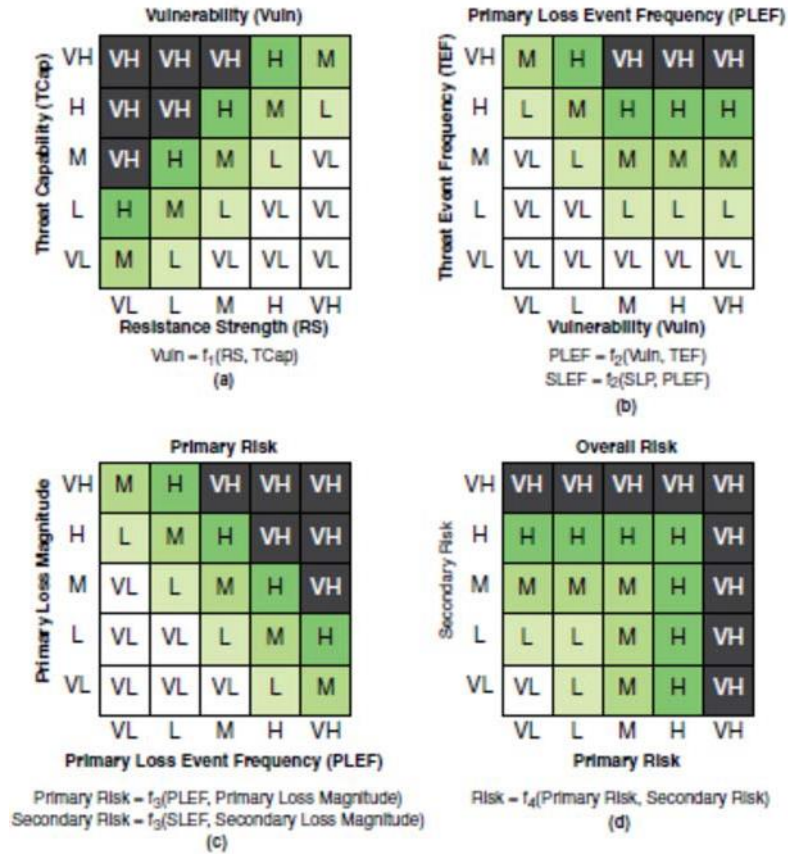 Vulnerability (Vuln)
Threat Capability (TCap)
VH VH VH VH H M
H VH VH H M L
M VH H M L VL
L H M L VL VL
VL M L VL VL VL
VL L M H VH
Resistance Strength (RS)
Vuln = f1(RS, TCap)
(a)
Primary Loss Event Frequency (PLEF)
Threat Event Frequency (TEF)
VH M H VH VH VH
H L M H H H
M VL L M M M
L VL VL L L L
VL VL VL VL VL VL
VL L M H VH
Vulnerability (Vuln)
PLEF = f2(Vuln, TEF)
SLEF = f2(SLP, PLEF)
(b)
Primary Risk
Primary Loss Magnitude
VH M H VH VH VH
H L M H VH VH
M VL L M H VH
L VL VL L M H
VL VL VL VL L M
VL L M H VH
Primary Loss Event Frequency (PLEF)
Primary Risk = f3(PLEF, Primary Loss Magnitude)
Secondary Risk = f3(SLEF, Secondary Loss Magnitude)
(c)
Overall Risk
Secondary Risk
VH VH VH VH VH VH
H H H H H VH
M M M M H VH
L L L M H VH
VL VL L M H VH
VL L M H VH
Primary Risk
Risk = f4(Primary Risk, Secondary Risk)
(d)